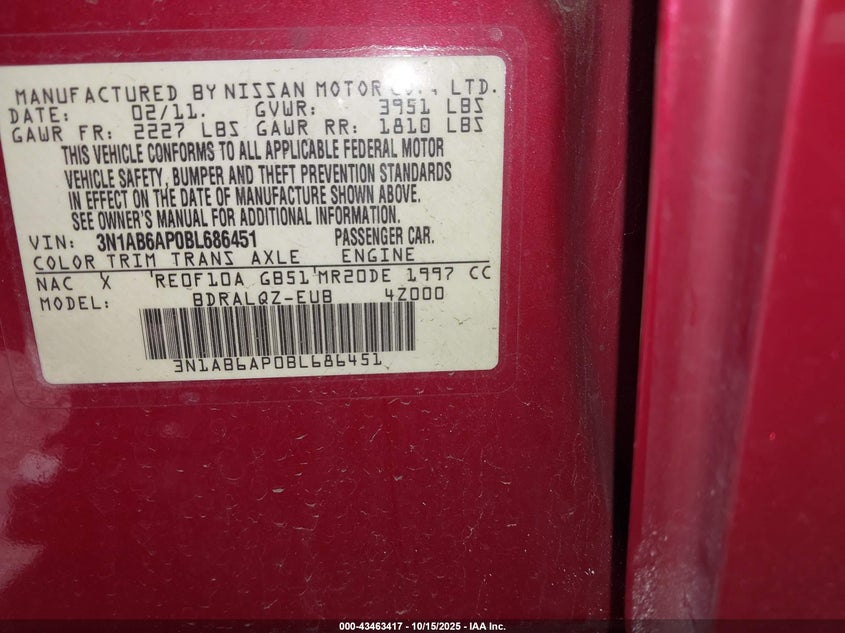 MANUFACTURED BY NISSAN MOTOR CO., LTD.
DATE: 02/11. GVWR: 3951 LBS
GAWR FR: 2227 LBS GAWR RR: 1810 LBS
THIS VEHICLE CONFORMS TO ALL APPLICABLE FEDERAL MOTOR
VEHICLE SAFETY, BUMPER AND THEFT PREVENTION STANDARDS
IN EFFECT ON THE DATE OF MANUFACTURE SHOWN ABOVE.
SEE OWNER'S MANUAL FOR ADDITIONAL INFORMATION.
VIN: 3N1AB6AP0BL686451 PASSENGER CAR.
COLOR TRIM TRANS AXLE ENGINE
NAC X RE0F10A GB51 MR20DE 1997 CC
MODEL: BDRALQZ-EUB 4Z000
3N1AB6AP0BL686451
000-43463417 - 10/15/2025 - IAA Inc.